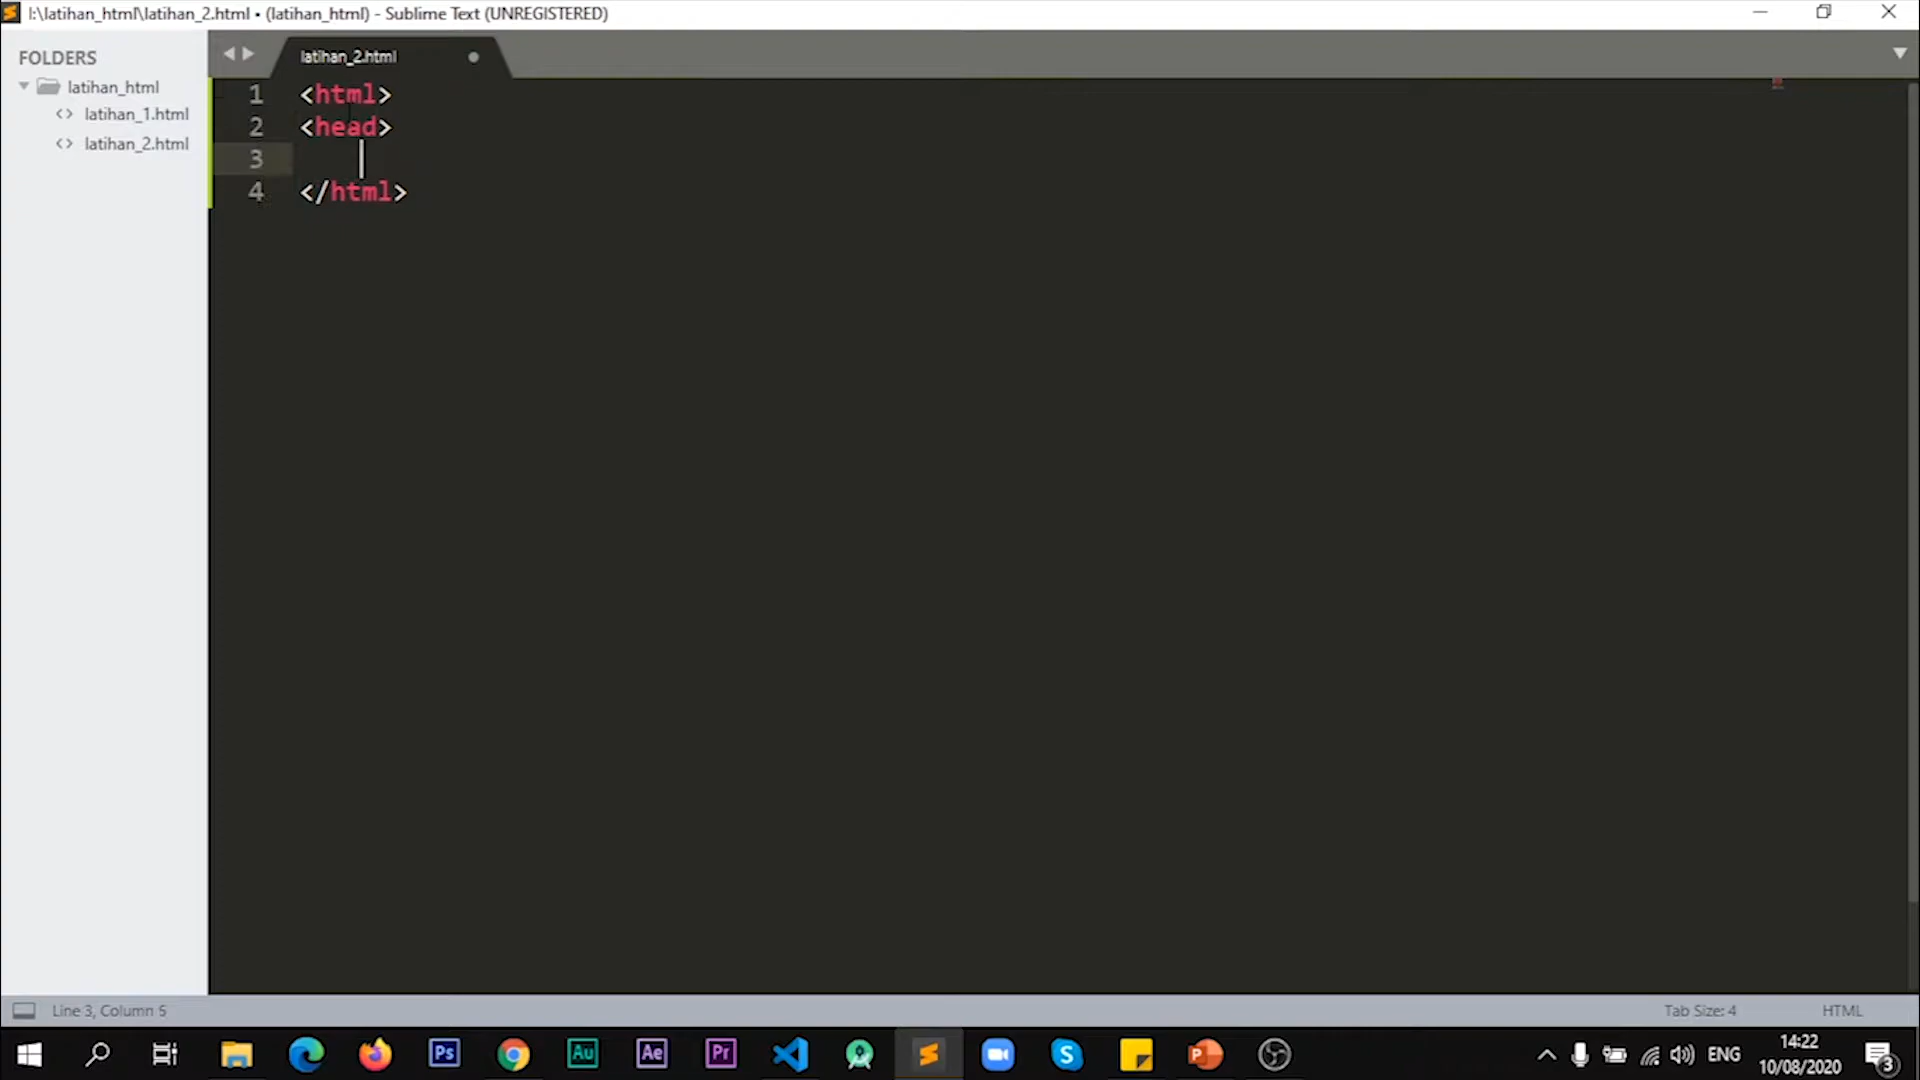 I:\latihan_html\latihan_2.html • (latihan_html) - Sublime Text (UNREGISTERED)
FOLDERS
latihan_html
<> latihan_1.html
<> latihan_2.html
latihan_2.html
1 <html>
2 <head>
3
4 </html>
Line 3, Column 5
Tab Size: 4
HTML
Ps
Au
Ae
Pr
S
P
ENG
14:22
10/08/2020
3